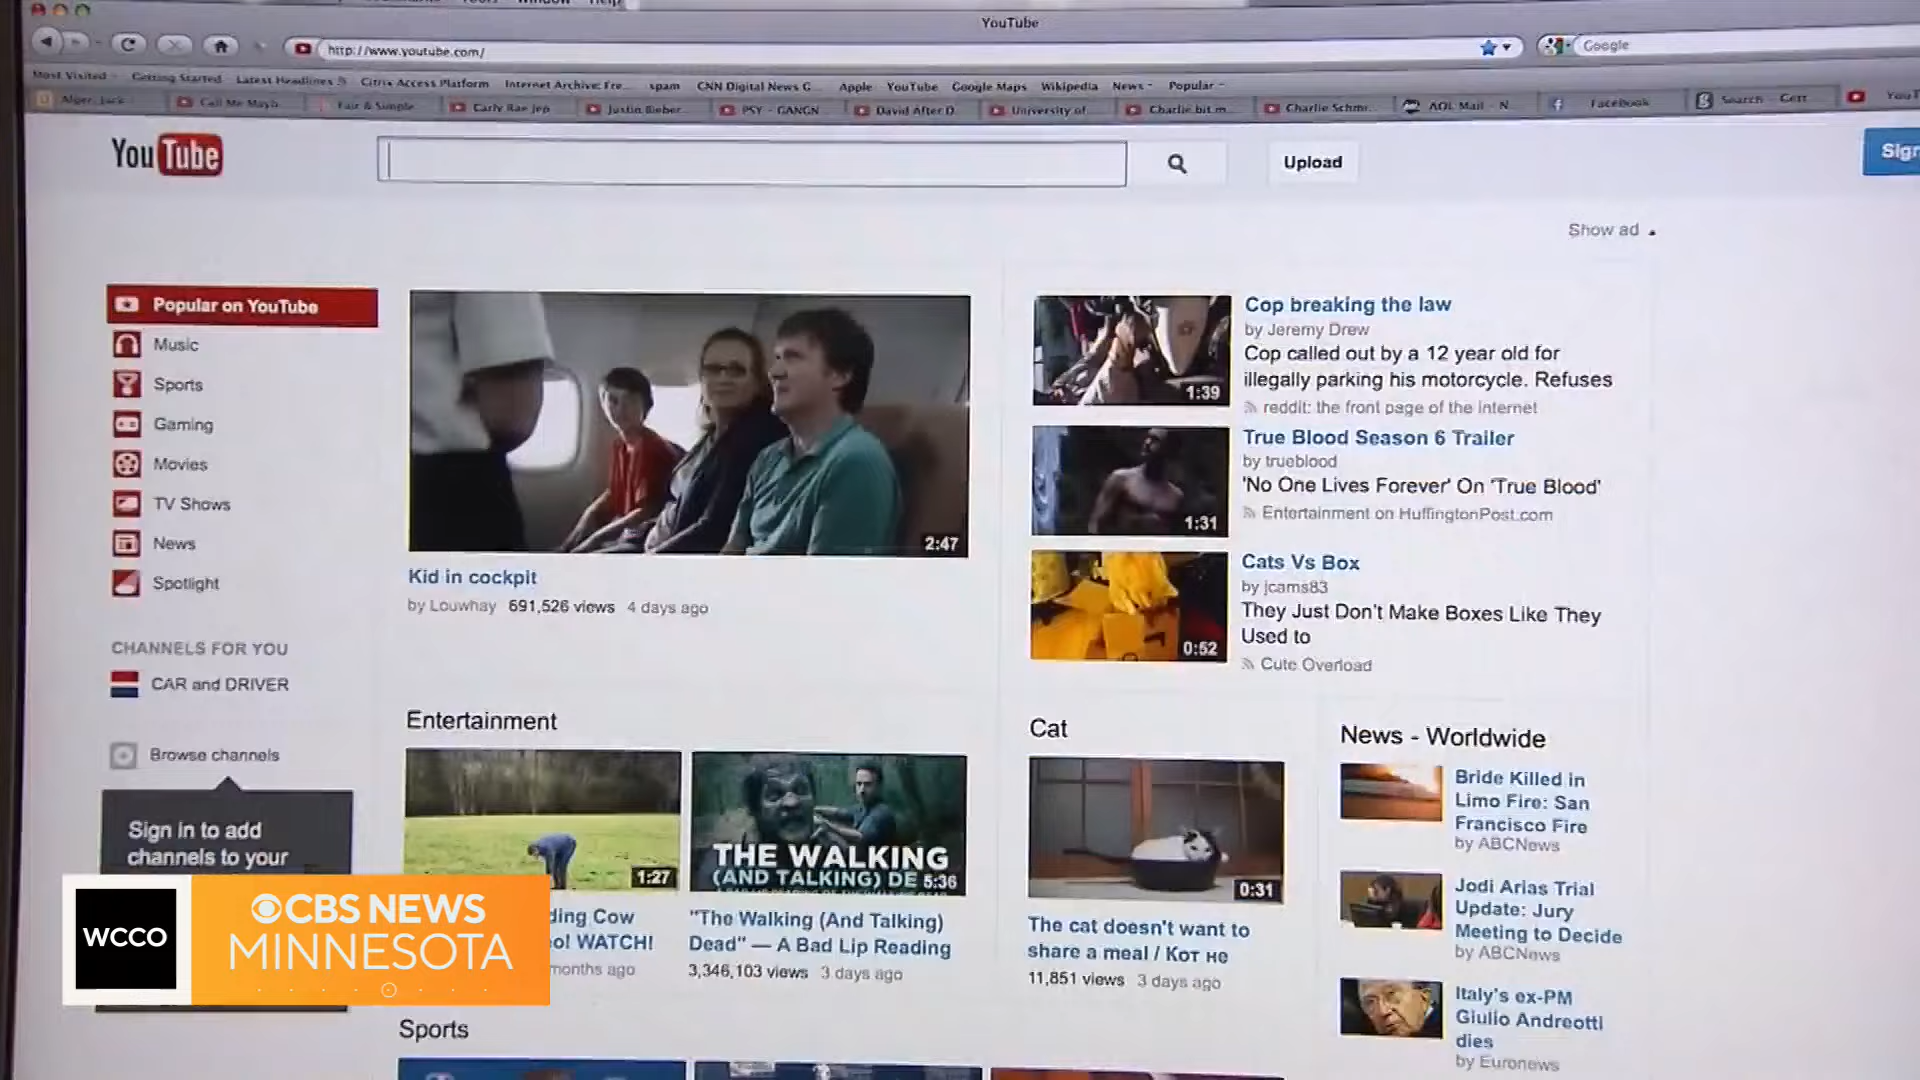 Window Help
YouTube
http://www.youtube.com/
Google
Most Visited Getting Started Latest Headlines Citrix Access Platform Internet Archive: Fre... spam CNN Digital News G... Apple YouTube Google Maps Wikipedia News Popular
Alger, Jack Call Me Mayb Fair & Simple Carly Rae Jep Justin Bieber... PSY - GANGN David After D University of... Charlie bit m... Charlie Schmi... AOL Mail - N... Facebook Search - Gett YouT
YouTube
Upload
Sign
Show ad
Popular on YouTube
Music
Sports
Gaming
Movies
TV Shows
News
Spotlight
CHANNELS FOR YOU
CAR and DRIVER
Browse channels
Sign in to add
channels to your
2:47
Kid in cockpit
by Louwhay 691,526 views 4 days ago
1:39
Cop breaking the law
by Jeremy Drew
Cop called out by a 12 year old for
illegally parking his motorcycle. Refuses
reddit: the front page of the internet
1:31
True Blood Season 6 Trailer
by trueblood
'No One Lives Forever' On 'True Blood'
Entertainment on HuffingtonPost.com
0:52
Cats Vs Box
by jcams83
They Just Don't Make Boxes Like They
Used to
Cute Overload
Entertainment
1:27
ding Cow
ol WATCH!
months ago
THE WALKING
(AND TALKING) DE 5:36
"The Walking (And Talking)
Dead" — A Bad Lip Reading
3,346,103 views 3 days ago
Cat
0:31
The cat doesn't want to
share a meal / Кот не
11,851 views 3 days ago
News - Worldwide
Bride Killed in
Limo Fire: San
Francisco Fire
by ABCNews
Jodi Arias Trial
Update: Jury
Meeting to Decide
by ABCNews
Italy's ex-PM
Giulio Andreotti
dies
by Euronews
Sports
WCCO
CBS NEWS
MINNESOTA